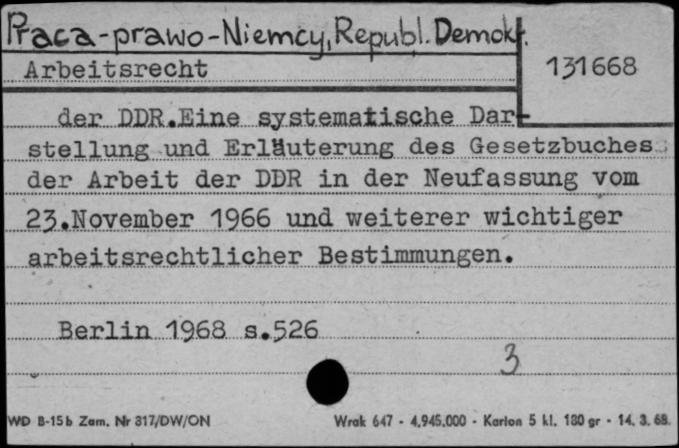 Praca-prawo-Niemcy, Republ. Demokr.
Arbeitsrecht
131668
der DDR.Eine systematische Dar-
stellung und Erläuterung des Gesetzbuches
der Arbeit der DDR in der Neufassung vom
23.November 1966 und weiterer wichtiger
arbeitsrechtlicher Bestimmungen.
Berlin 1968 s.526
3
WD B-15b Zam. Nr 317/DW/ON
Wrak 647 - 4.945.000 - Karton 5 kl. 180 gr - 14. 3. 68.